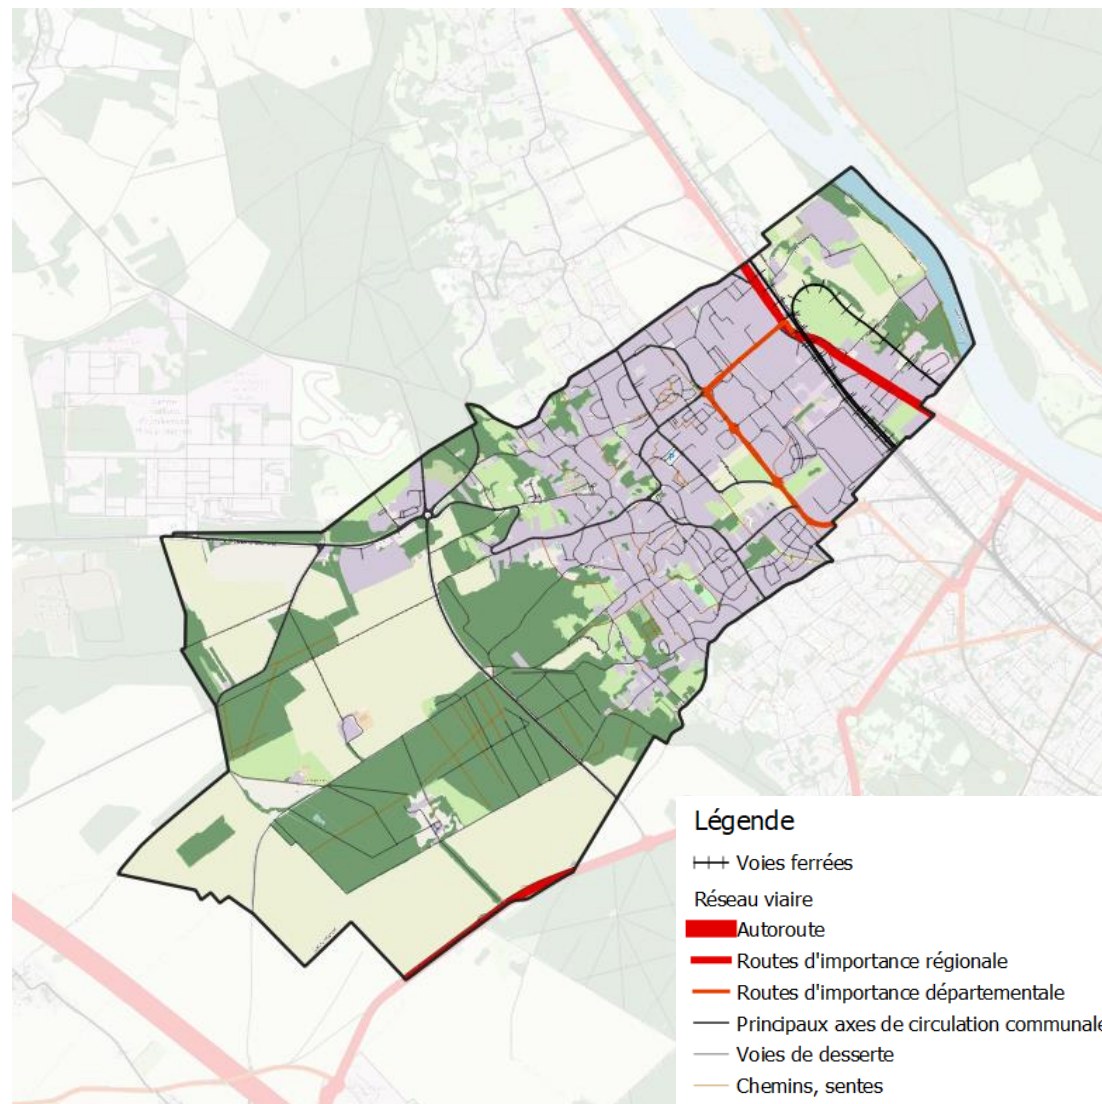 Légende
Voies ferrées
Réseau viaire
Autoroute
Routes d'importance régionale
Routes d'importance départementale
Principaux axes de circulation communale
Voies de desserte
Chemins, sentes